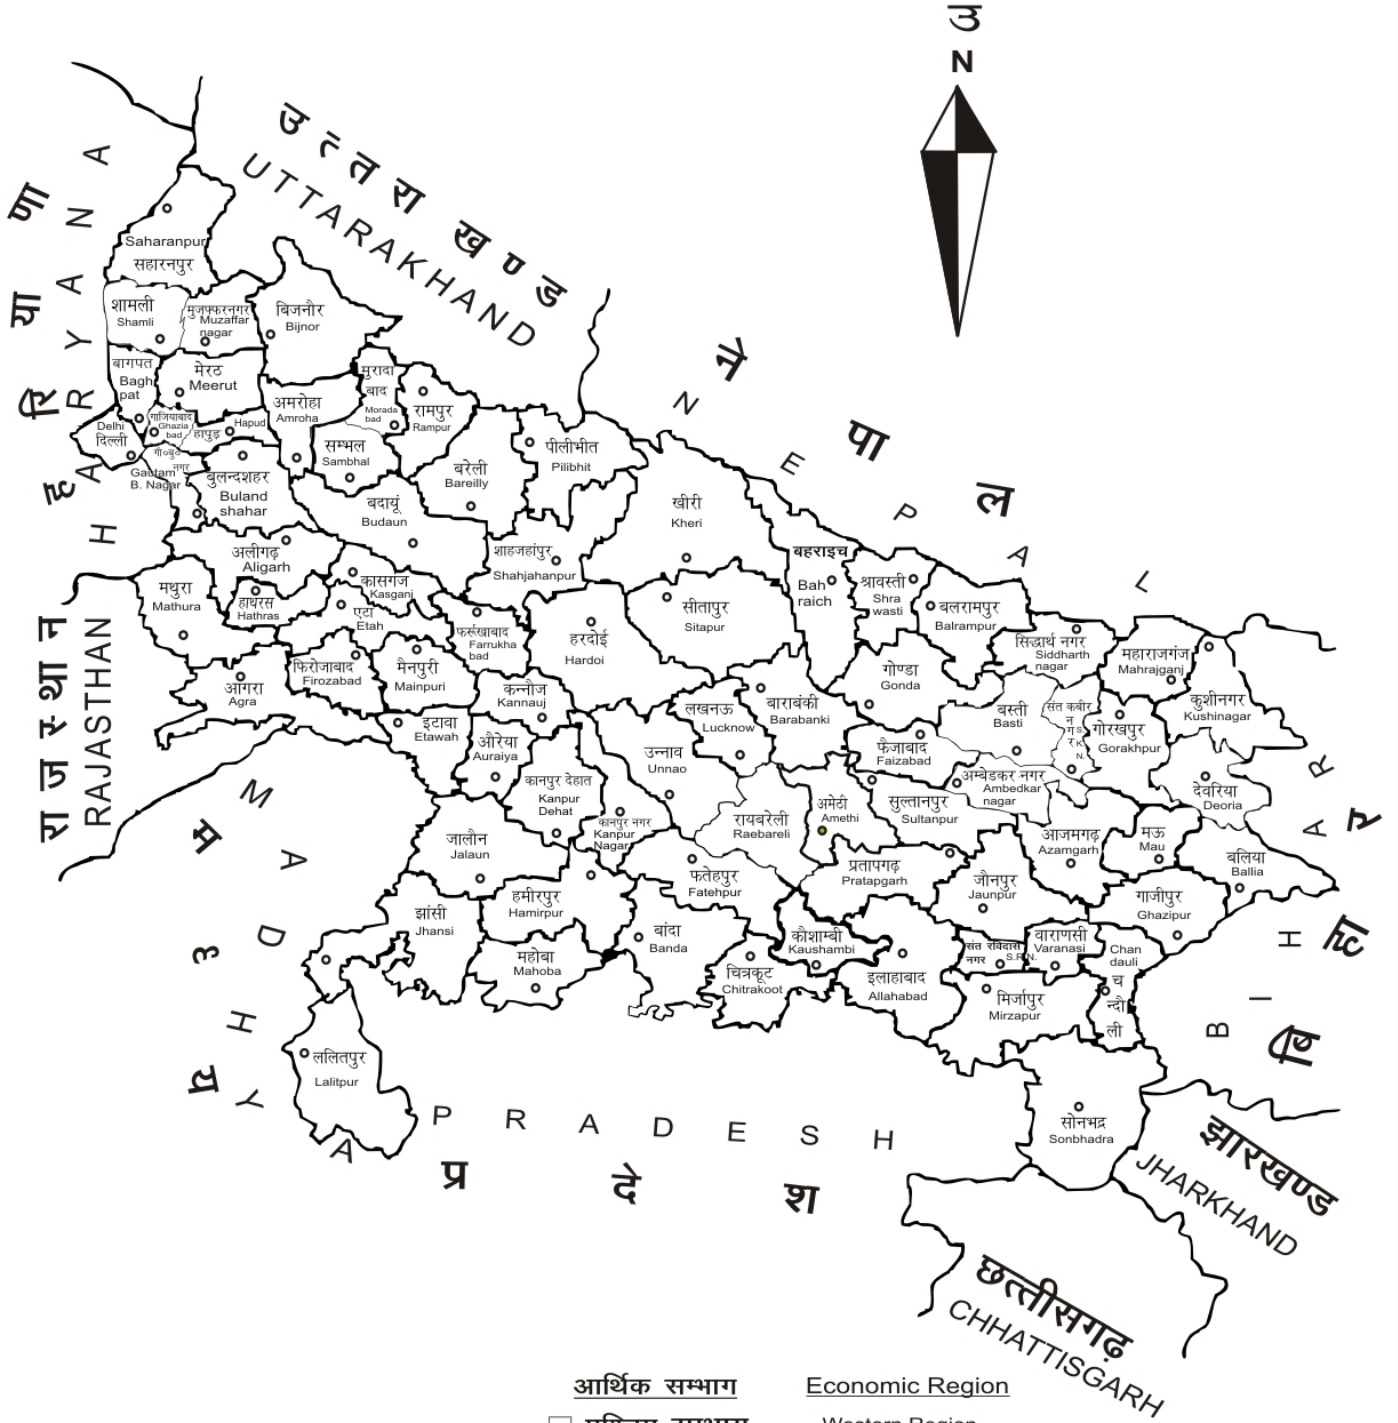 उ
N
उत्तराखण्ड
UTTARAKHAND
हरियाणा
HARYANA
नेपाल
NEPAL
Saharanpur
सहारनपुर
शामली
Shamli
मुजफ्फरनगर
Muzaffar
nagar
बिजनौर
Bijnor
बागपत
Bagh
pat
मेरठ
Meerut
मुरादा
बाद
Morada
bad
अमरोहा
Amroha
रामपुर
Rampur
Delhi
दिल्ली
गाजियाबाद
Ghazia
bad
हापुड़
Hapud
सम्भल
Sambhal
पीलीभीत
Pilibhit
बरेली
Bareilly
गौ०बु०
नगर
Gautam
B. Nagar
बुलन्दशहर
Buland
shahar
बदायूं
Budaun
खीरी
Kheri
अलीगढ़
Aligarh
शाहजहांपुर
Shahjahanpur
बहराइच
Bah
raich
श्रावस्ती
Shra
wasti
बलरामपुर
Balrampur
मथुरा
Mathura
हाथरस
Hathras
कासगंज
Kasganj
एटा
Etah
सीतापुर
Sitapur
फर्रूखाबाद
Farrukha
bad
हरदोई
Hardoi
सिद्धार्थ नगर
Siddharth
nagar
महाराजगंज
Mahrajganj
आगरा
Agra
फिरोजाबाद
Firozabad
मैनपुरी
Mainpuri
कन्नौज
Kannauj
गोण्डा
Gonda
कुशीनगर
Kushinagar
लखनऊ
Lucknow
बाराबंकी
Barabanki
बस्ती
Basti
संत कबीर
न
ग
र
S.
K.
N.
गोरखपुर
Gorakhpur
इटावा
Etawah
औरेया
Auraiya
उन्नाव
Unnao
फैजाबाद
Faizabad
कानपुर देहात
Kanpur
Dehat
अम्बेडकर नगर
Ambedkar
nagar
देवरिया
Deoria
कानपुर नगर
Kanpur
Nagar
रायबरेली
Raebareli
अमेठी
Amethi
सुल्तानपुर
Sultanpur
जालौन
Jalaun
आजमगढ़
Azamgarh
मऊ
Mau
बलिया
Ballia
फतेहपुर
Fatehpur
प्रतापगढ़
Pratapgarh
जौनपुर
Jaunpur
गाजीपुर
Ghazipur
झांसी
Jhansi
हमीरपुर
Hamirpur
बांदा
Banda
कौशाम्बी
Kaushambi
संत रविदास
नगर
S.R.N.
वाराणसी
Varanasi
Chan
dauli
च
न्दौ
ली
महोबा
Mahoba
चित्रकूट
Chitrakoot
इलाहाबाद
Allahabad
मिर्जापुर
Mirzapur
ललितपुर
Lalitpur
सोनभद्र
Sonbhadra
राजस्थान
RAJASTHAN
मध्य प्रदेश
MADHYA PRADESH
बिहार
BIHAR
झारखण्ड
JHARKHAND
छत्तीसगढ़
CHHATTISGARH
आर्थिक सम्भाग
Economic Region